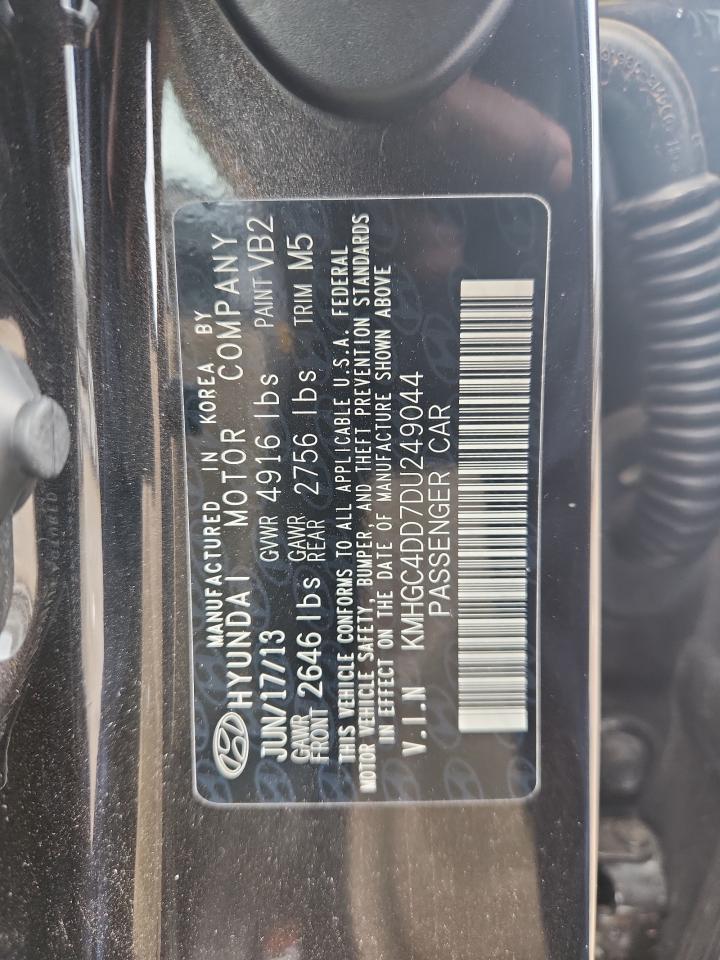 MANUFACTURED IN KOREA BY
HYUNDAI MOTOR COMPANY
JUN/17/13 GVWR 4916 lbs PAINT VB2
GAWR FRONT 2646 lbs GAWR REAR 2756 lbs TRIM M5
THIS VEHICLE CONFORMS TO ALL APPLICABLE U.S.A. FEDERAL
MOTOR VEHICLE SAFETY, BUMPER, AND THEFT PREVENTION STANDARDS
IN EFFECT ON THE DATE OF MANUFACTURE SHOWN ABOVE
V.I.N KMHGC4DD7DU249044
PASSENGER CAR